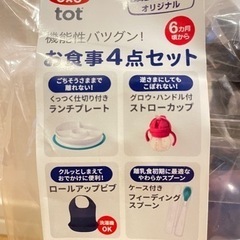 tot
オリジナル
機能性バツグン!
6カ月
頃から
お食事4点セット
ごちそうさままで
離れない!
くっつく仕切り付き
ランチプレート
逆さまにしても
こぼれない!
グロウ・ハンドル付
ストローカップ
クルッとしまえて
おでかけに便利!
ロールアップビブ
洗濯機
OK
離乳食初期に最適な
やわらかスプーン
ケース付き
フィーディング
スプーン